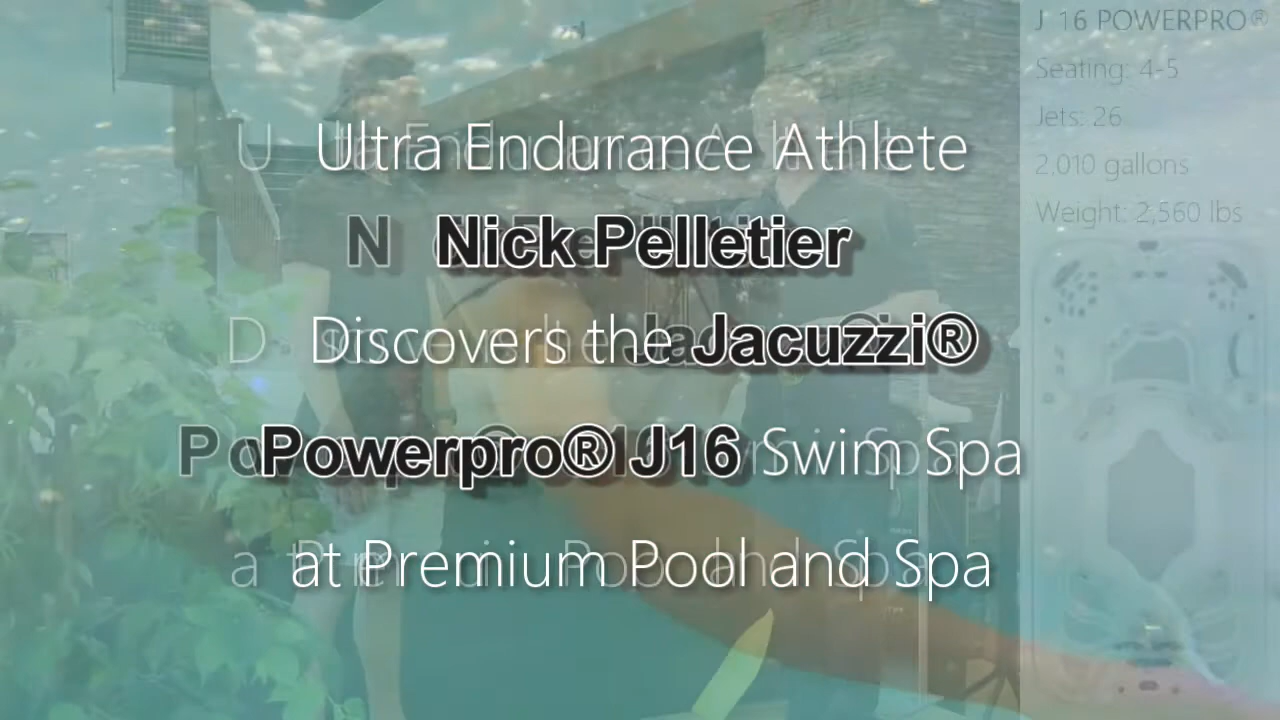 Ultra Endurance Athlete
Nick Pelletier
Discovers the Jacuzzi®
Powerpro® J16 Swim Spa
at Premium Pool and Spa
J 16 POWERPRO®
Seating: 4-5
Jets: 26
2.010 gallons
Weight: 2,560 lbs